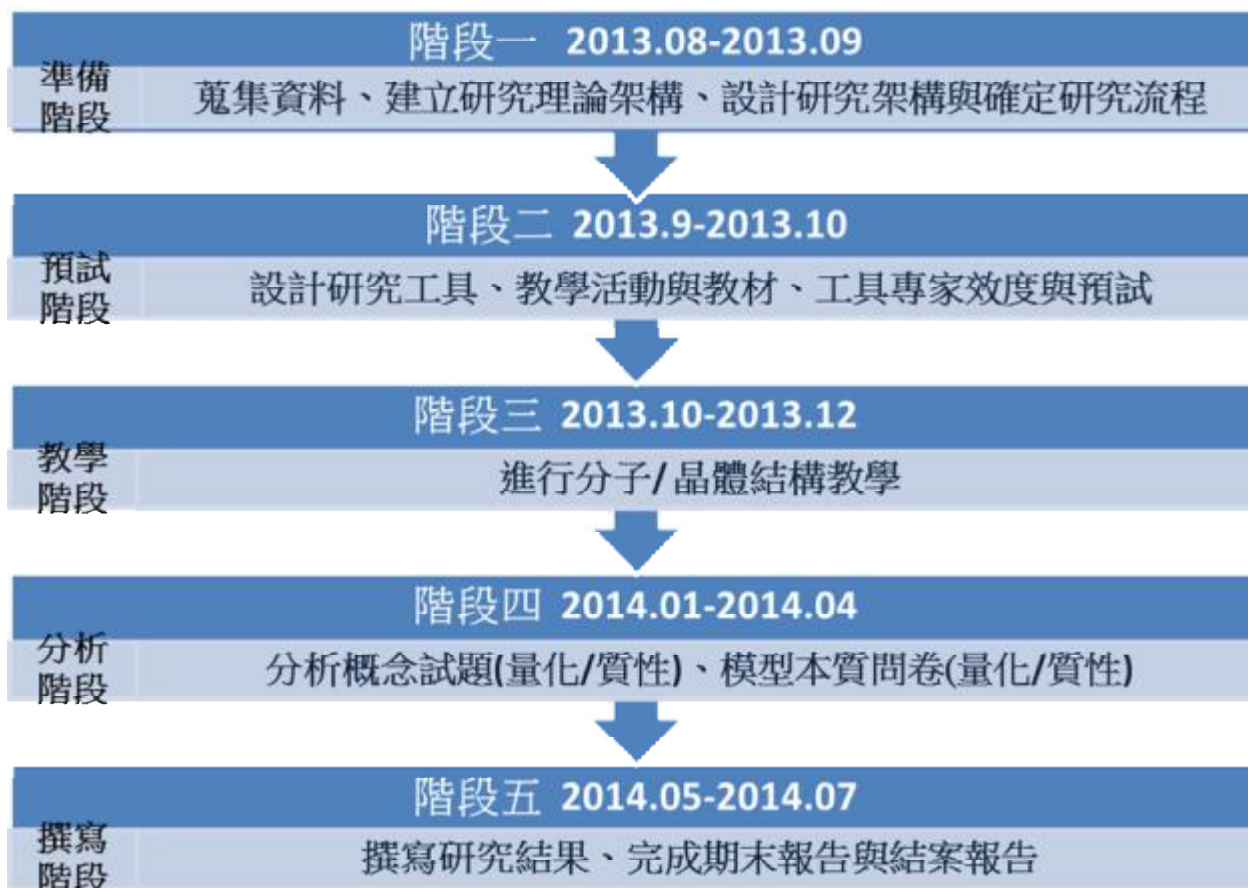 階段一 2013.08-2013.09
準備
階段
蒐集資料、建立研究理論架構、設計研究架構與確定研究流程
階段二 2013.9-2013.10
預試
階段
設計研究工具、教學活動與教材、工具專家效度與預試
階段三 2013.10-2013.12
教學
階段
進行分子/晶體結構教學
階段四 2014.01-2014.04
分析
階段
分析概念試題(量化/質性)、模型本質問卷(量化/質性)
階段五 2014.05-2014.07
撰寫
階段
撰寫研究結果、完成期末報告與結案報告